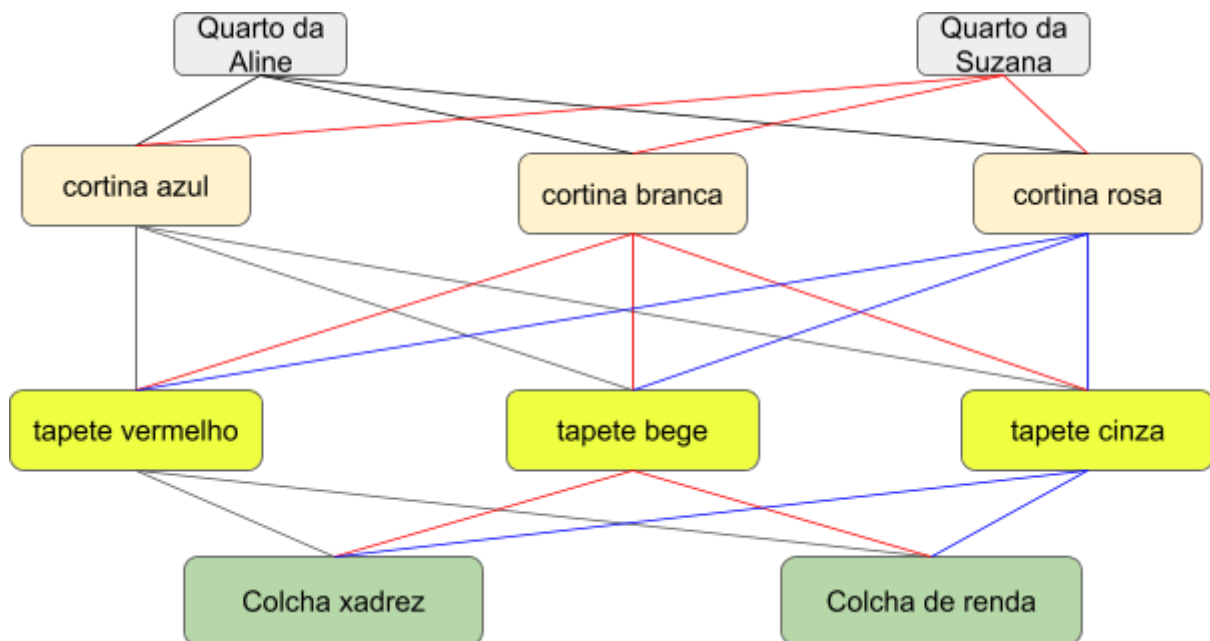 Quarto da
Aline
Quarto da
Suzana
cortina azul
cortina branca
cortina rosa
tapete vermelho
tapete bege
tapete cinza
Colcha xadrez
Colcha de renda